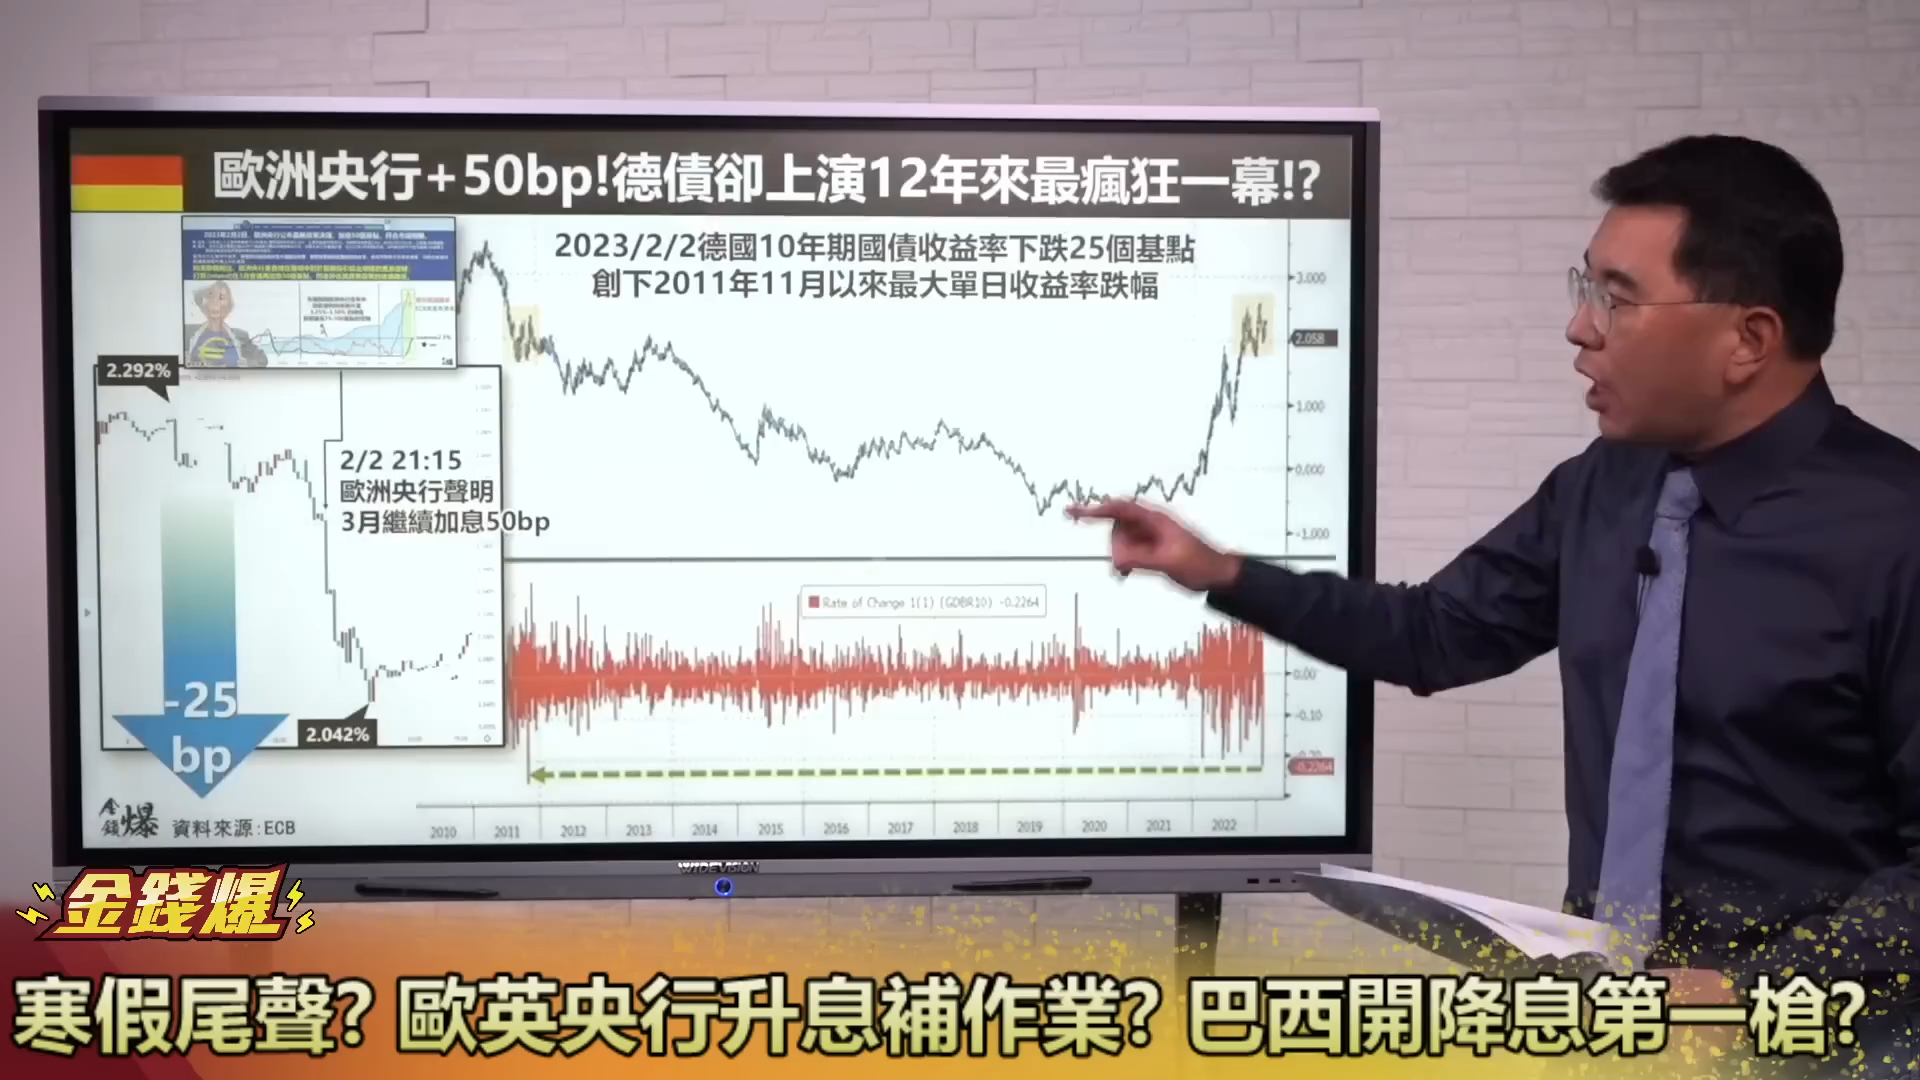 歐洲央行+50bp!德債卻上演12年來最瘋狂一幕!?
2023/2/2德國10年期國債收益率下跌25個基點
創下2011年11月以來最大單日收益率跌幅
3.000
2.058
1.000
0.000
-1.000
2.292%
2/2 21:15
歐洲央行聲明
3月繼續加息50bp
-25
bp
2.042%
Rate of Change 1(1) (GDBR10) -0.2264
0.00
-0.10
-0.20
-0.2264
2010 2011 2012 2013 2014 2015 2016 2017 2018 2019 2020 2021 2022
金錢爆 資料來源:ECB
WIDEVISION
金錢爆
寒假尾聲? 歐英央行升息補作業? 巴西開降息第一槍?